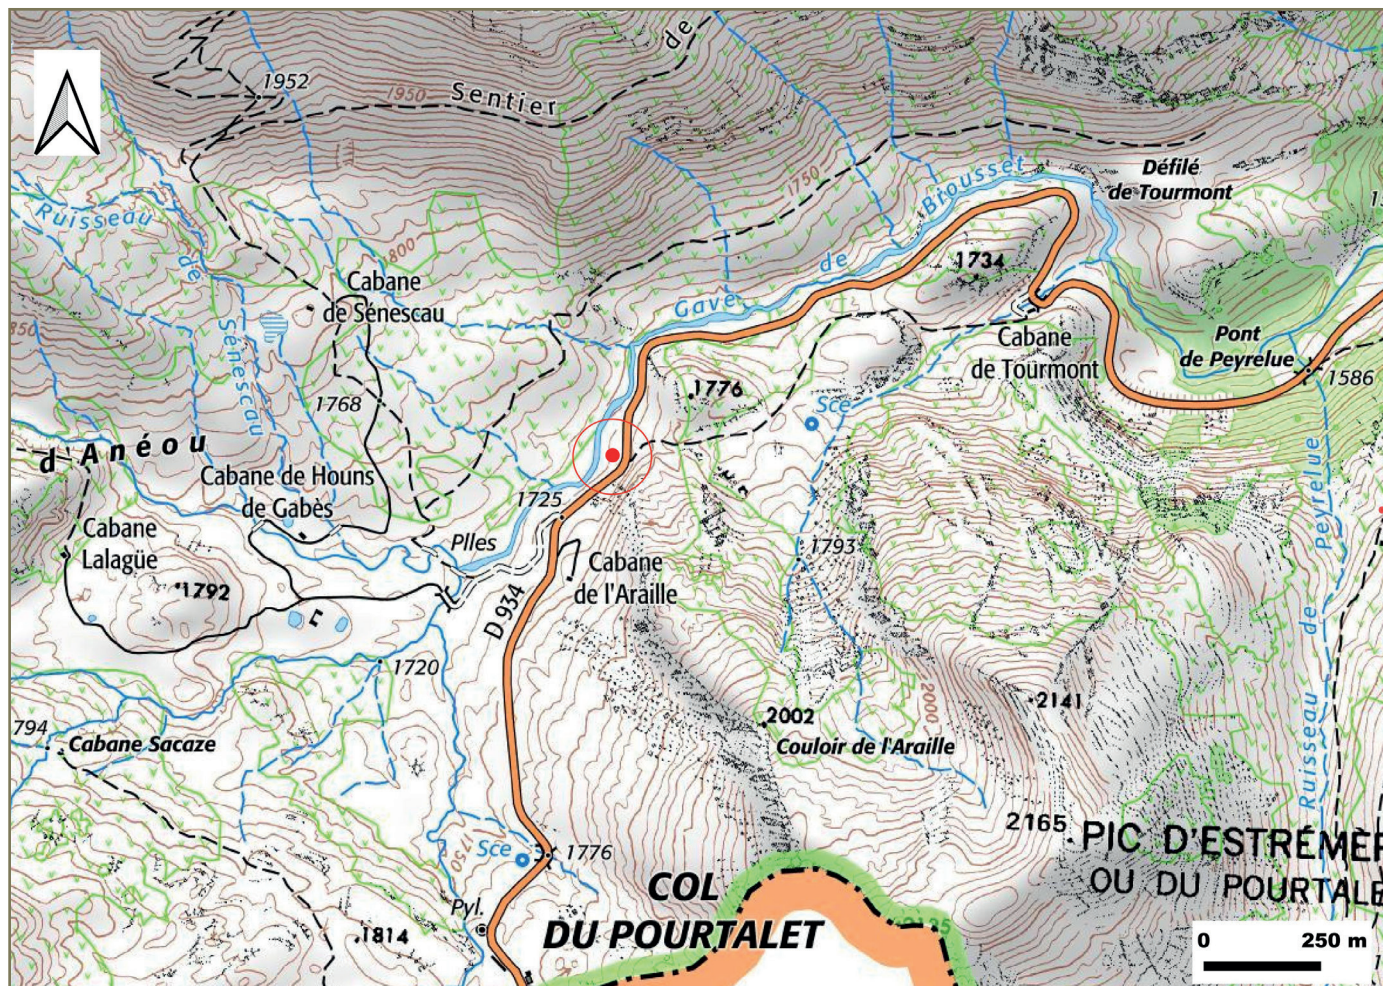 1952
1950
Sentier
de
Brousset
Défilé
de Tourmont
1750
Ruisseau
de
Sénescau
1800
Cabane
de Sénescau
de
Gave
1734
850
Cabane
de Tourmont
Pont
de Peyrelue
1586
1776
1768
Sce
d'Anéou
Cabane de Houns
de Gabès
1725
Cabane
Lalagüe
Plles
1793
Cabane
de l'Araille
1792
D 934
Ruisseau de Peyrelue
1720
2000
2141
2002
Couloir de l'Araille
794
Cabane Sacaze
2165
PIC D'ESTRÉMÈR
OU DU POURTALE
1750
Sce
1776
COL
DU POURTALET
Pyl.
1814
0 250 m